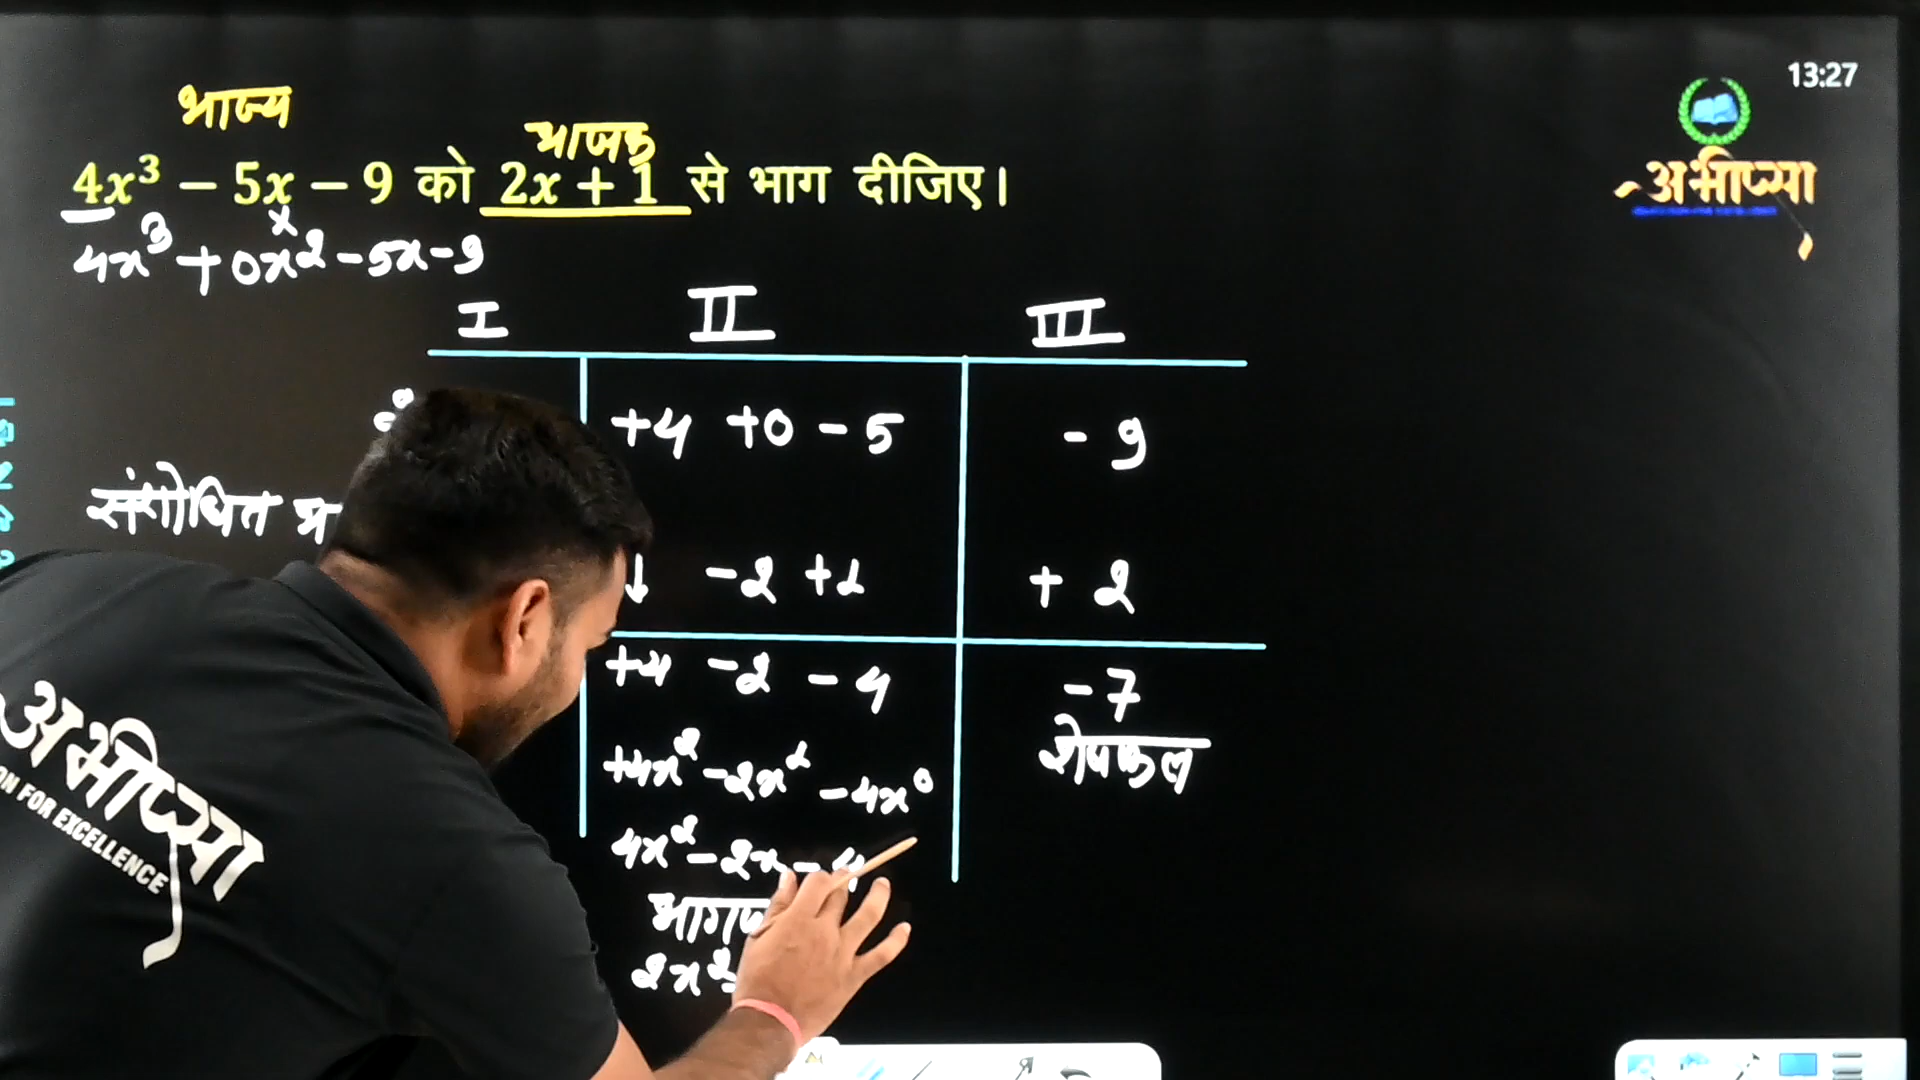 13:27
अभीप्सा
भाज्य
भाजक
4x³ − 5x − 9 को 2x + 1 से भाग दीजिए।
x
4x³ + 0x² − 5x − 9
I II III
+4 +0 − 5 − 9
संशोधित
↓ −2 +1 + 2
+4 −2 − 4 −7
+4x² −2x¹ −4x⁰ शेषफल
4x² − 2x − 4
2x²
अभीप्सा
ON FOR EXCELLENCE